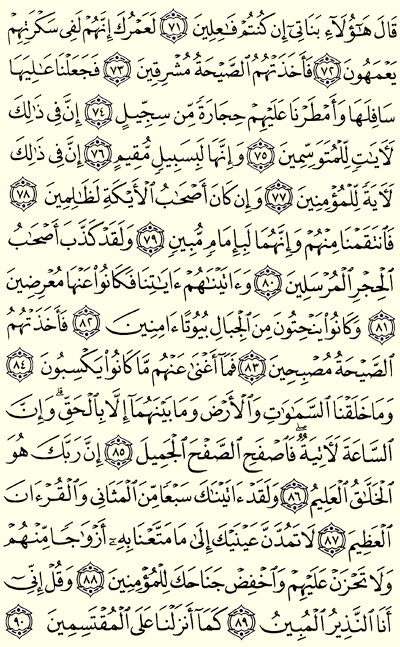 قَالَ هَٰٓؤُلَآءِ بَنَاتِىٓ إِن كُنتُمْ فَٰعِلِينَ ۝٧١ لَعَمْرُكَ إِنَّهُمْ لَفِى سَكْرَتِهِمْ
يَعْمَهُونَ ۝٧٢ فَأَخَذَتْهُمُ ٱلصَّيْحَةُ مُشْرِقِينَ ۝٧٣ فَجَعَلْنَا عَٰلِيَهَا
سَافِلَهَا وَأَمْطَرْنَا عَلَيْهِمْ حِجَارَةً مِّن سِجِّيلٍ ۝٧٤ إِنَّ فِى ذَٰلِكَ
لَءَايَٰتٍ لِّلْمُتَوَسِّمِينَ ۝٧٥ وَإِنَّهَا لَبِسَبِيلٍ مُّقِيمٍ ۝٧٦ إِنَّ فِى ذَٰلِكَ
لَءَايَةً لِّلْمُؤْمِنِينَ ۝٧٧ وَإِن كَانَ أَصْحَٰبُ ٱلْأَيْكَةِ لَظَٰلِمِينَ ۝٧٨
فَٱنتَقَمْنَا مِنْهُمْ وَإِنَّهُمَا لَبِإِمَامٍ مُّبِينٍ ۝٧٩ وَلَقَدْ كَذَّبَ أَصْحَٰبُ
ٱلْحِجْرِ ٱلْمُرْسَلِينَ ۝٨٠ وَءَاتَيْنَٰهُمْ ءَايَٰتِنَا فَكَانُوا۟ عَنْهَا مُعْرِضِينَ
۝٨١ وَكَانُوا۟ يَنْحِتُونَ مِنَ ٱلْجِبَالِ بُيُوتًا ءَامِنِينَ ۝٨٢ فَأَخَذَتْهُمُ
ٱلصَّيْحَةُ مُصْبِحِينَ ۝٨٣ فَمَآ أَغْنَىٰ عَنْهُم مَّا كَانُوا۟ يَكْسِبُونَ ۝٨٤
وَمَا خَلَقْنَا ٱلسَّمَٰوَٰتِ وَٱلْأَرْضَ وَمَا بَيْنَهُمَآ إِلَّا بِٱلْحَقِّ ۗ وَإِنَّ
ٱلسَّاعَةَ لَءَاتِيَةٌ ۖ فَٱصْفَحِ ٱلصَّفْحَ ٱلْجَمِيلَ ۝٨٥ إِنَّ رَبَّكَ هُوَ
ٱلْخَلَّٰقُ ٱلْعَلِيمُ ۝٨٦ وَلَقَدْ ءَاتَيْنَٰكَ سَبْعًا مِّنَ ٱلْمَثَانِى وَٱلْقُرْءَانَ
ٱلْعَظِيمَ ۝٨٧ لَا تَمُدَّنَّ عَيْنَيْكَ إِلَىٰ مَا مَتَّعْنَا بِهِۦٓ أَزْوَٰجًا مِّنْهُمْ
وَلَا تَحْزَنْ عَلَيْهِمْ وَٱخْفِضْ جَنَاحَكَ لِلْمُؤْمِنِينَ ۝٨٨ وَقُلْ إِنِّىٓ
أَنَا ٱلنَّذِيرُ ٱلْمُبِينُ ۝٨٩ كَمَآ أَنزَلْنَا عَلَى ٱلْمُقْتَسِمِينَ ۝٩٠